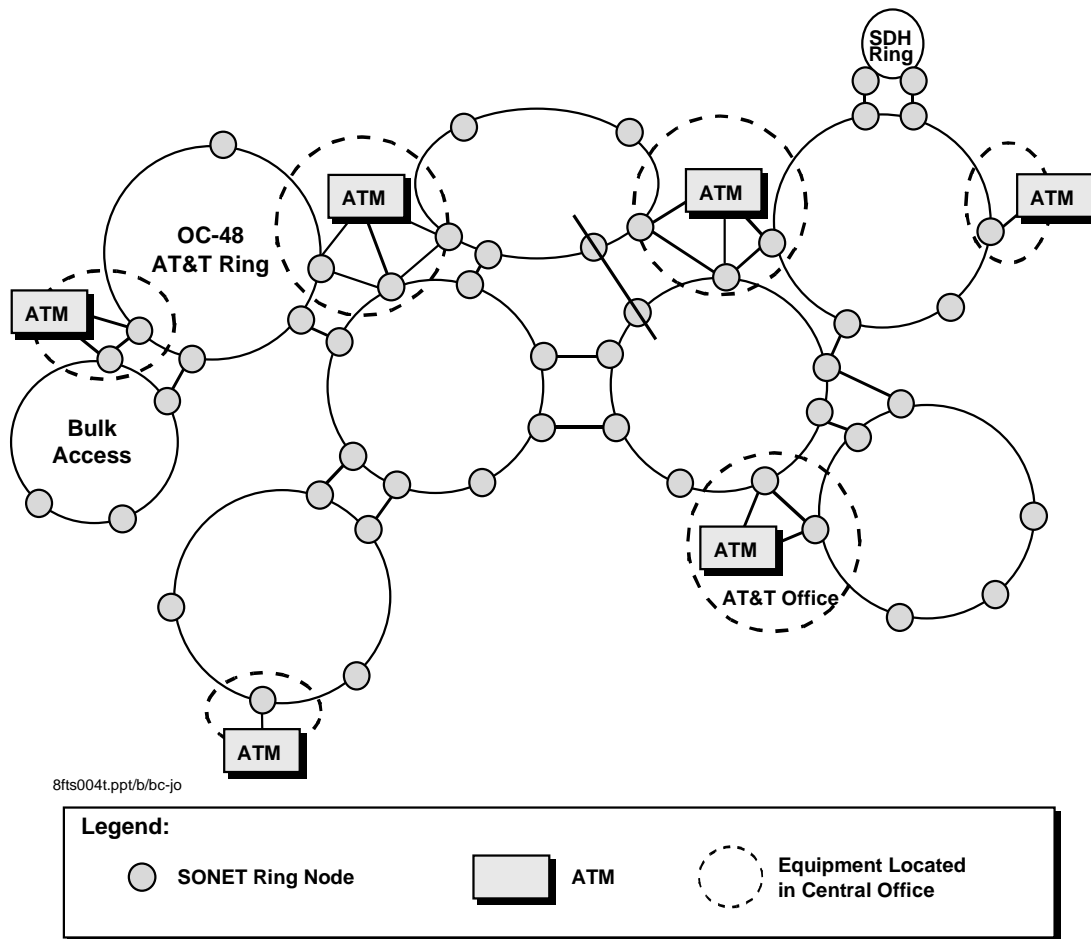 SDH
Ring
ATM
ATM
ATM
OC-48
AT&T Ring
ATM
Bulk
Access
ATM
AT&T Office
ATM
8fts004t.ppt/b/bc-jo
Legend:
SONET Ring Node
ATM
Equipment Located
in Central Office